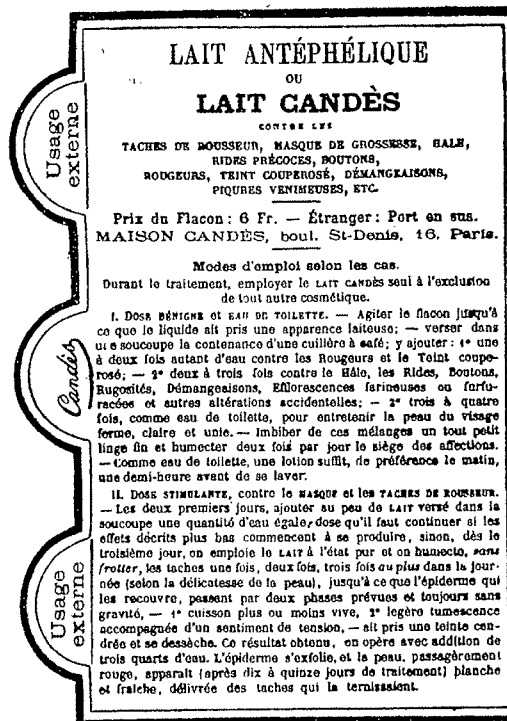 LAIT ANTÉPHÉLIQUE
OU
LAIT CANDÈS
CONTRE LES
TACHES DE ROUSSEUR, MASQUE DE GROSSESSE, HALE,
RIDES PRÉCOCES, BOUTONS,
ROUGEURS, TEINT COUPEROSÉ, DÉMANGEAISONS,
PIQURES VENIMEUSES, ETC.
Prix du Flacon : 6 Fr. — Étranger : Port en sus.
MAISON CANDÈS, boul. St-Denis, 16, Paris.
Modes d'emploi selon les cas.
Durant le traitement, employer le LAIT CANDÈS seul à l'exclusion
de tout autre cosmétique.
I. DOSE BÉNIGNE et EAU DE TOILETTE. — Agiter le flacon jusqu'à
ce que le liquide ait pris une apparence laiteuse; — verser dans
une soucoupe la contenance d'une cuillère à café; y ajouter : 1° une
à deux fois autant d'eau contre les Rougeurs et le Teint coupe-
rosé; — 2° deux à trois fois contre le Hâle, les Rides, Boutons,
Rugosités, Démangeaisons, Efflorescences farineuses ou furfu-
racées et autres altérations accidentelles; — 3° trois à quatre
fois, comme eau de toilette, pour entretenir la peau du visage
ferme, claire et unie. — Imbiber de ces mélanges un tout petit
linge fin et humecter deux fois par jour le siège des affections.
— Comme eau de toilette, une lotion suffit, de préférence le matin,
une demi-heure avant de se laver.
II. DOSE STIMULANTE, contre le MASQUE et les TACHES DE ROUSSEUR.
— Les deux premiers jours, ajouter au peu de LAIT versé dans la
soucoupe une quantité d'eau égale, dose qu'il faut continuer si les
effets décrits plus bas commencent à se produire, sinon, dès le
troisième jour, on emploie le LAIT à l'état pur et on humecte, sans
frotter, les taches une fois, deux fois, trois fois au plus dans la jour-
née (selon la délicatesse de la peau), jusqu'à ce que l'épiderme qui
les recouvre, passant par deux phases prévues et toujours sans
gravité, — 1° cuisson plus ou moins vive, 2° légère tumescence
accompagnée d'un sentiment de tension, — ait pris une teinte cen-
drée et se dessèche. Ce résultat obtenu, on opère avec addition de
trois quarts d'eau. L'épiderme s'exfolie, et la peau, passagèrement
rouge, apparaît (après dix à quinze jours de traitement) blanche
et fraîche, délivrée des taches qui la ternissaient.
Usage
externe
Candès
Usage
externe